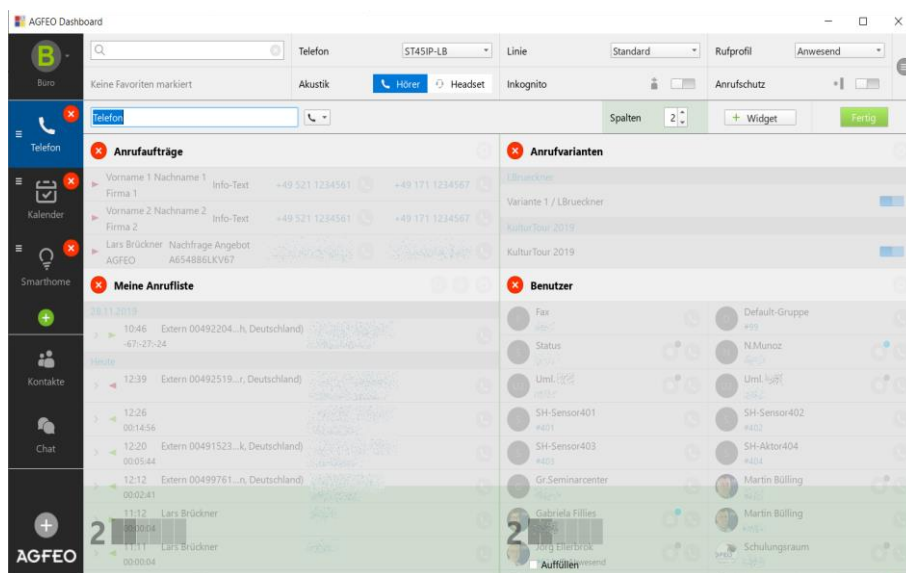 AGFEO Dashboard
Büro
Keine Favoriten markiert
Telefon
ST45IP-LB
Linie
Standard
Rufprofil
Anwesend
Akustik
Hörer
Headset
Inkognito
Anrufschutz
Telefon
Spalten
2
+ Widget
Fertig
Telefon
Kalender
Smarthome
Kontakte
Chat
AGFEO
Anrufaufträge
Vorname 1 Nachname 1
Firma 1
Info-Text
+49 521 1234561
+49 171 1234567
Vorname 2 Nachname 2
Firma 2
Info-Text
+49 521 1234561
+49 171 1234567
Lars Brückner
AGFEO
Nachfrage Angebot
A654886LKV67
Anrufvarianten
LBrueckner
Variante 1 / LBrueckner
KulturTour 2019
KulturTour 2019
Meine Anrufliste
28.11.2019
10:46 Extern 00492204...h, Deutschland)
-67:-27:-24
Heute
12:39 Extern 00492519...r, Deutschland)
12:26
00:14:56
12:20 Extern 00491523...k, Deutschland)
00:05:44
12:12 Extern 00499761...n, Deutschland)
00:02:41
11:12 Lars Brückner
00:00:04
11:11 Lars Brückner
00:00:04
2
Benutzer
Fax
Default-Gruppe
#99
Status
N.Munoz
Uml.
Uml.
SH-Sensor401
#401
SH-Sensor402
#402
SH-Sensor403
#403
SH-Aktor404
#404
Gr.Seminarcenter
Martin Bülling
Gabriela Fillies
Martin Bülling
Jörg Ellerbrok
Schulungsraum
2
Auffüllen